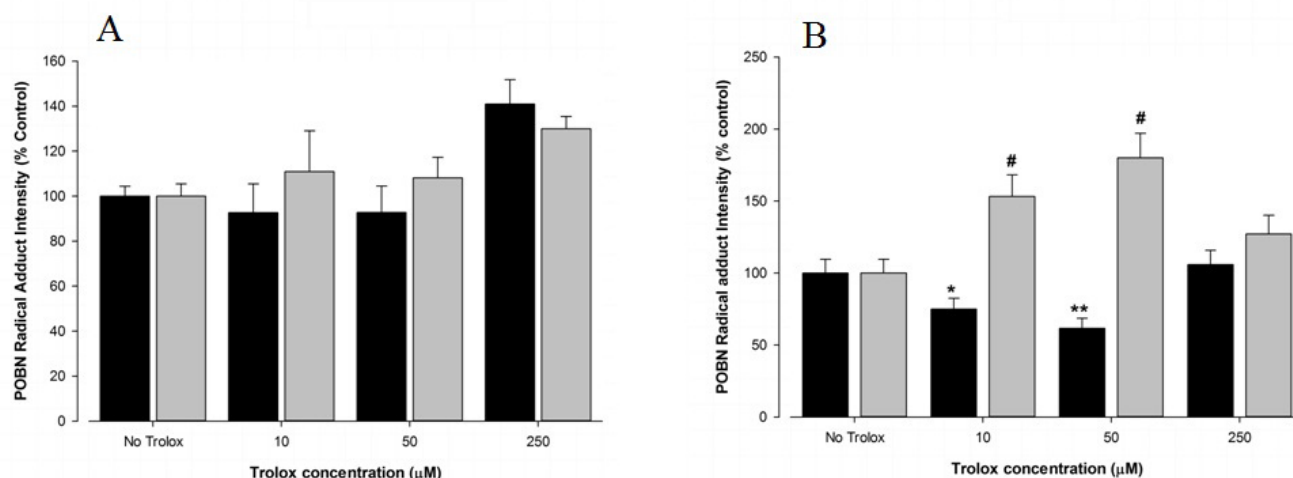 A
POBN Radical Adduct Intensity (% Control)
160
140
120
100
80
60
40
20
0
No Trolox 10 50 250
Trolox concentration (μM)
B
POBN Radical adduct Intensity (% control)
250
200
150
100
50
0
* # ** #
No Trolox 10 50 250
Trolox concentration (μM)